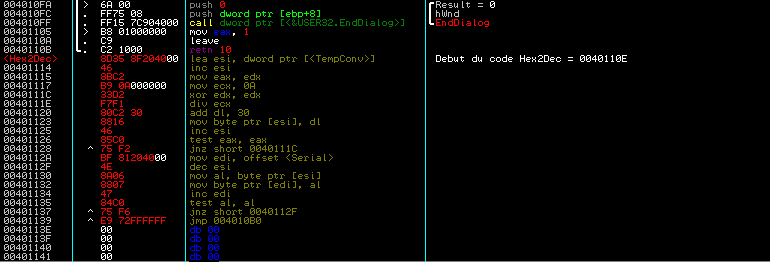 004010FA > 6A 00 push 0 Result = 0
004010FC . FF75 08 push dword ptr [ebp+8] hWnd
004010FF . FF15 7C904000 call dword ptr [<&USER32.EndDialog>] EndDialog
00401105 > B8 01000000 mov eax, 1
0040110A . C9 leave
0040110B . C2 1000 retn 10
<Hex2Dec> 8D35 8F204000 lea esi, dword ptr [<TempConv>] Debut du code Hex2Dec = 0040110E
00401114 46 inc esi
00401115 8BC2 mov eax, edx
00401117 B9 0A000000 mov ecx, 0A
0040111C 33D2 xor edx, edx
0040111E F7F1 div ecx
00401120 80C2 30 add dl, 30
00401123 8816 mov byte ptr [esi], dl
00401125 46 inc esi
00401126 85C0 test eax, eax
00401128 ^ 75 F2 jnz short 0040111C
0040112A BF 81204000 mov edi, offset <Serial>
0040112F 4E dec esi
00401130 8A06 mov al, byte ptr [esi]
00401132 8807 mov byte ptr [edi], al
00401134 47 inc edi
00401135 84C0 test al, al
00401137 ^ 75 F6 jnz short 0040112F
00401139 ^ E9 72FFFFFF jmp 004010B0
0040113E 00 db 00
0040113F 00 db 00
00401140 00 db 00
00401141 00 db 00